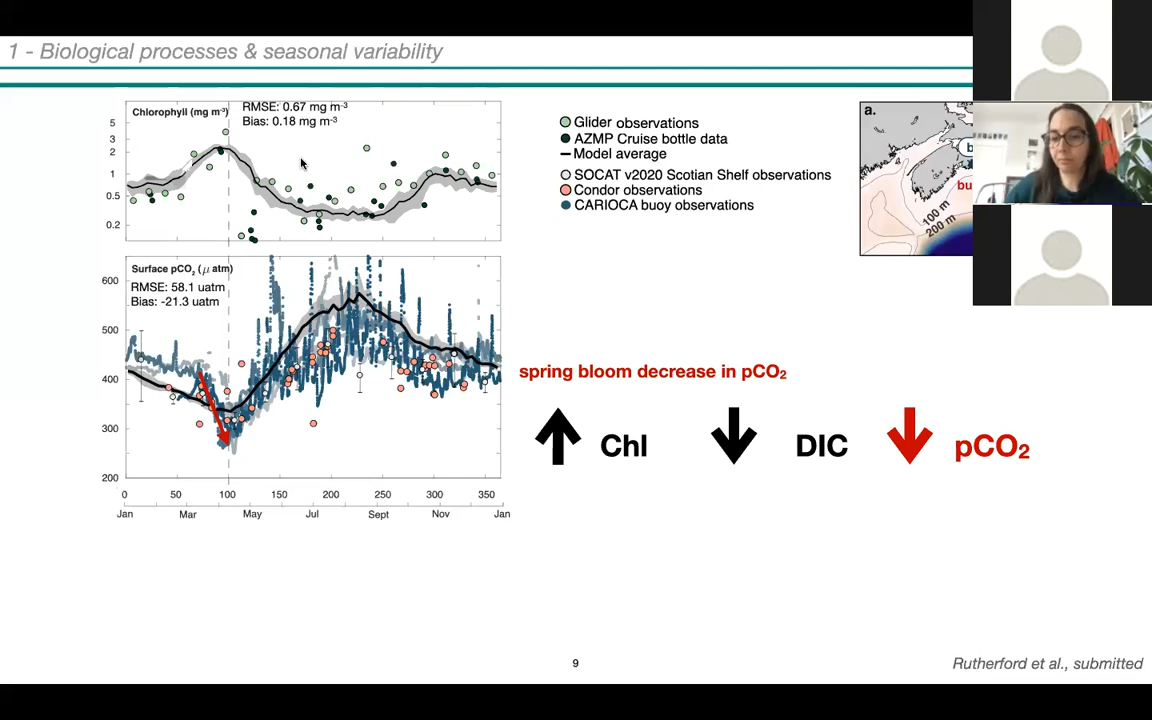 1 - Biological processes & seasonal variability
Chlorophyll (mg m⁻³)
RMSE: 0.67 mg m⁻³
Bias: 0.18 mg m⁻³
5
3
2
1
0.5
0.2
Glider observations
AZMP Cruise bottle data
Model average
SOCAT v2020 Scotian Shelf observations
Condor observations
CARIOCA buoy observations
a.
b
bu
100 m
200 m
Surface pCO₂ (μ atm)
RMSE: 58.1 uatm
Bias: -21.3 uatm
600
500
400
300
200
0 50 100 150 200 250 300 350
Jan Mar May Jul Sept Nov Jan
spring bloom decrease in pCO₂
Chl DIC pCO₂
9
Rutherford et al., submitted